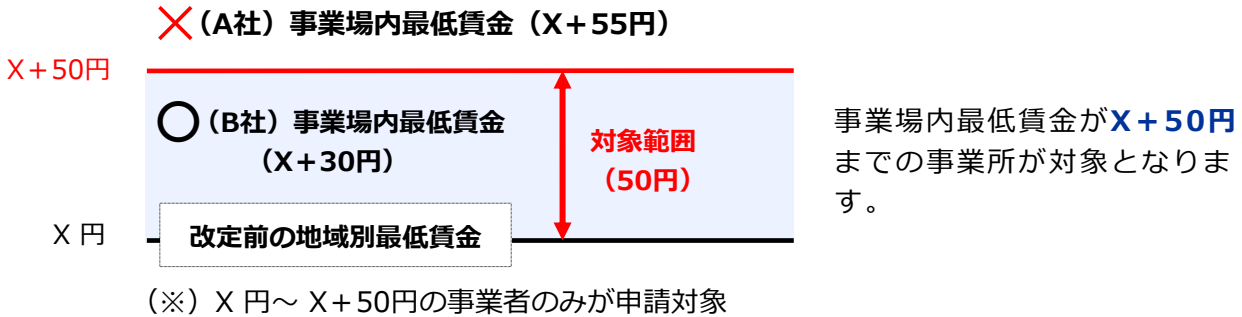 （A社）事業場内最低賃金（X＋55円）
X＋50円
（B社）事業場内最低賃金
（X＋30円）
対象範囲
（50円）
事業場内最低賃金がX＋50円
までの事業所が対象となりま
す。
X 円
改定前の地域別最低賃金
（※）X 円～ X＋50円の事業者のみが申請対象